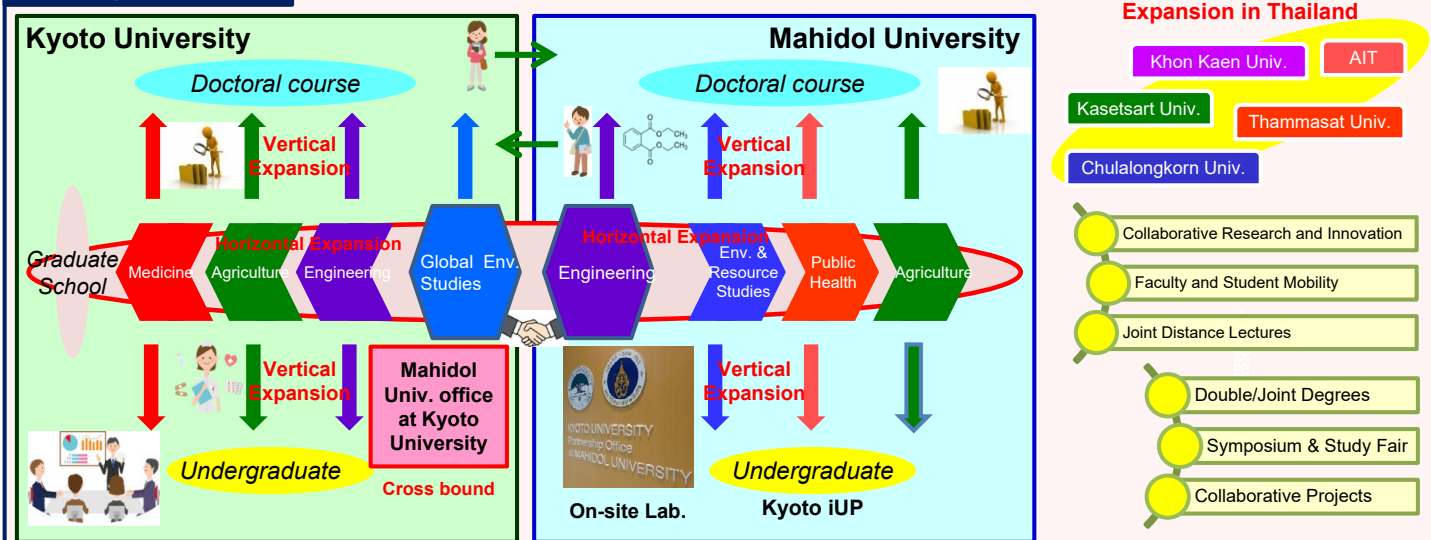 Kyoto University
Doctoral course
Vertical
Expansion
Horizontal Expansion
Graduate
School
Medicine
Agriculture
Engineering
Global Env.
Studies
Vertical
Expansion
Mahidol
Univ. office
at Kyoto
University
Cross bound
Undergraduate
Mahidol University
Doctoral course
O
O
CH3
O
CH3
O
Vertical
Expansion
Horizontal Expansion
Engineering
Env. &
Resource
Studies
Public
Health
Agriculture
Vertical
Expansion
KYOTO UNIVERSITY
Partnership Office
at MAHIDOL UNIVERSITY
On-site Lab.
Undergraduate
Kyoto iUP
Expansion in Thailand
Khon Kaen Univ.
AIT
Kasetsart Univ.
Thammasat Univ.
Chulalongkorn Univ.
Collaborative Research and Innovation
Faculty and Student Mobility
Joint Distance Lectures
Double/Joint Degrees
Symposium & Study Fair
Collaborative Projects